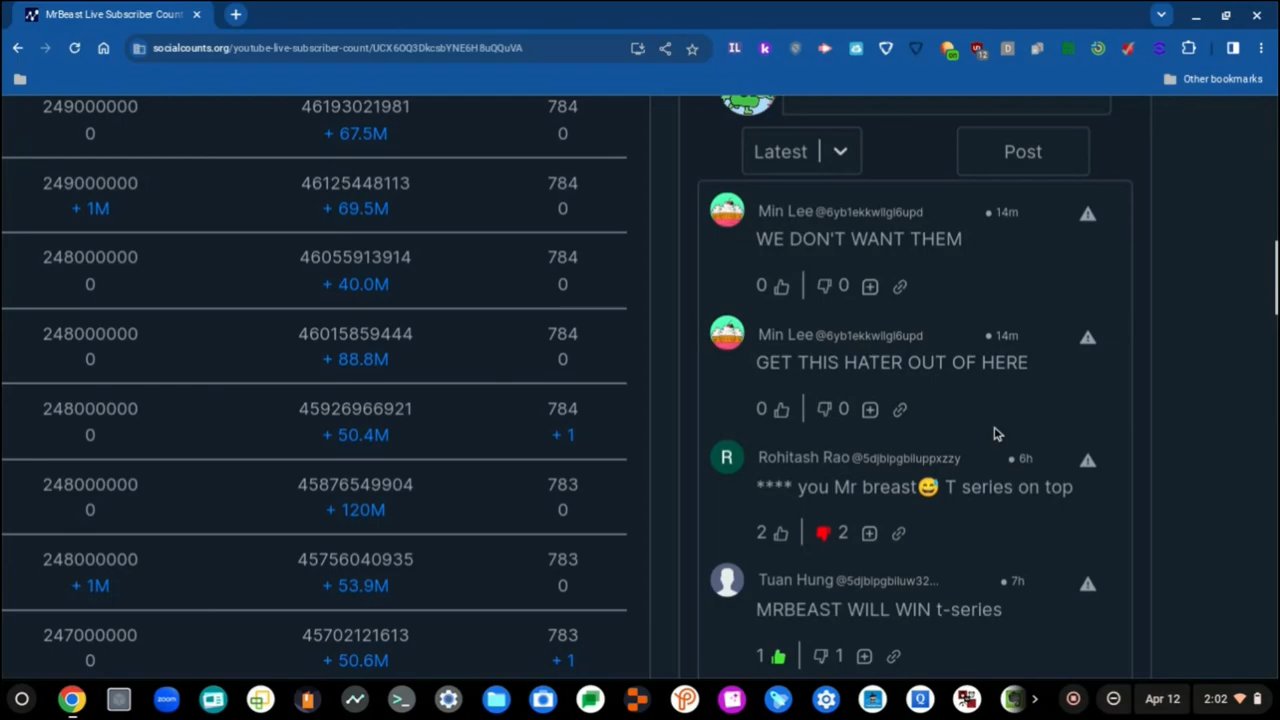 MrBeast Live Subscriber Count
socialcounts.org/youtube-live-subscriber-count/UCX6OQ3DkcsbYNE6H8uQQuVA
12
Other bookmarks
249000000 46193021981 784
0 + 67.5M 0
249000000 46125448113 784
+ 1M + 69.5M 0
248000000 46055913914 784
0 + 40.0M 0
248000000 46015859444 784
0 + 88.8M 0
248000000 45926966921 784
0 + 50.4M + 1
248000000 45876549904 783
0 + 120M 0
248000000 45756040935 783
+ 1M + 53.9M 0
247000000 45702121613 783
0 + 50.6M + 1
Latest
Post
Min Lee @6yb1ekkwllgl6upd • 14m
WE DON'T WANT THEM
0 0
Min Lee @6yb1ekkwllgl6upd • 14m
GET THIS HATER OUT OF HERE
0 0
R
Rohitash Rao @5djblpgbiluppxzzy • 6h
**** you Mr breast😅 T series on top
2 2
Tuan Hung @5djblpgbiluw32... • 7h
MRBEAST WILL WIN t-series
1 1
zoom
Apr 12
2:02